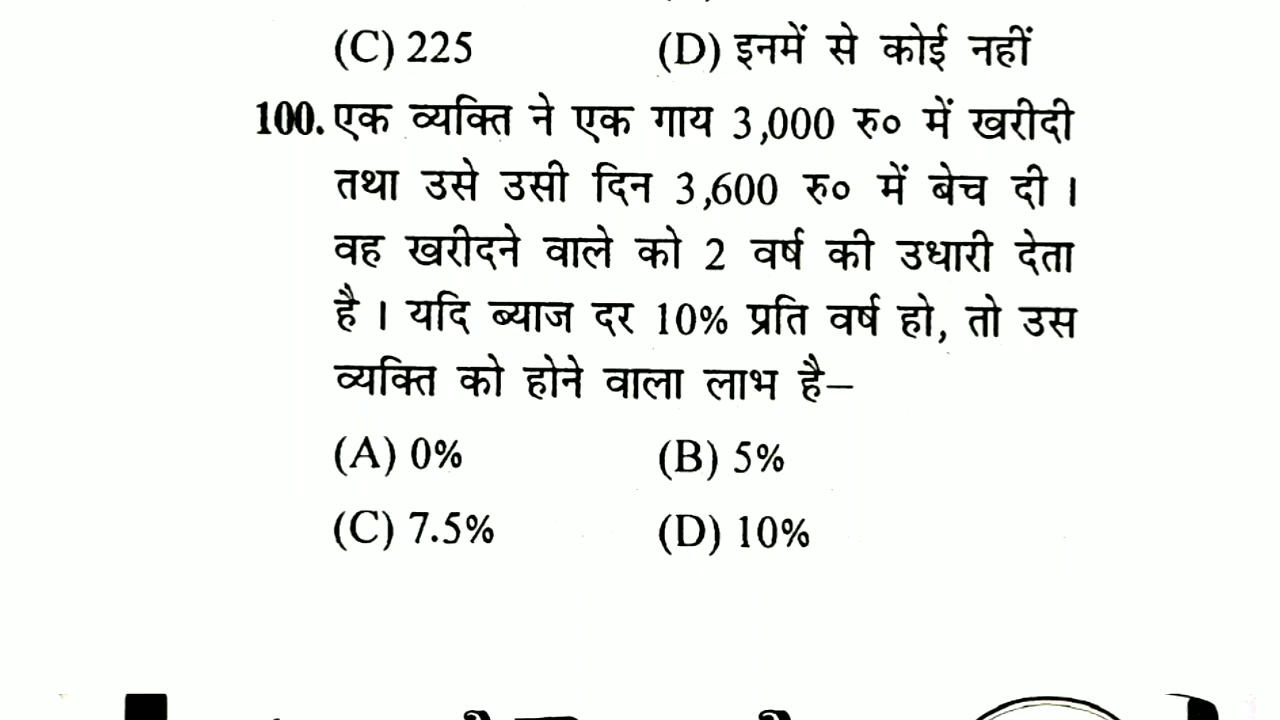 (C) 225 (D) इनमें से कोई नहीं
100. एक व्यक्ति ने एक गाय 3,000 रु० में खरीदी
तथा उसे उसी दिन 3,600 रु० में बेच दी ।
वह खरीदने वाले को 2 वर्ष की उधारी देता
है । यदि ब्याज दर 10% प्रति वर्ष हो, तो उस
व्यक्ति को होने वाला लाभ है–
(A) 0% (B) 5%
(C) 7.5% (D) 10%